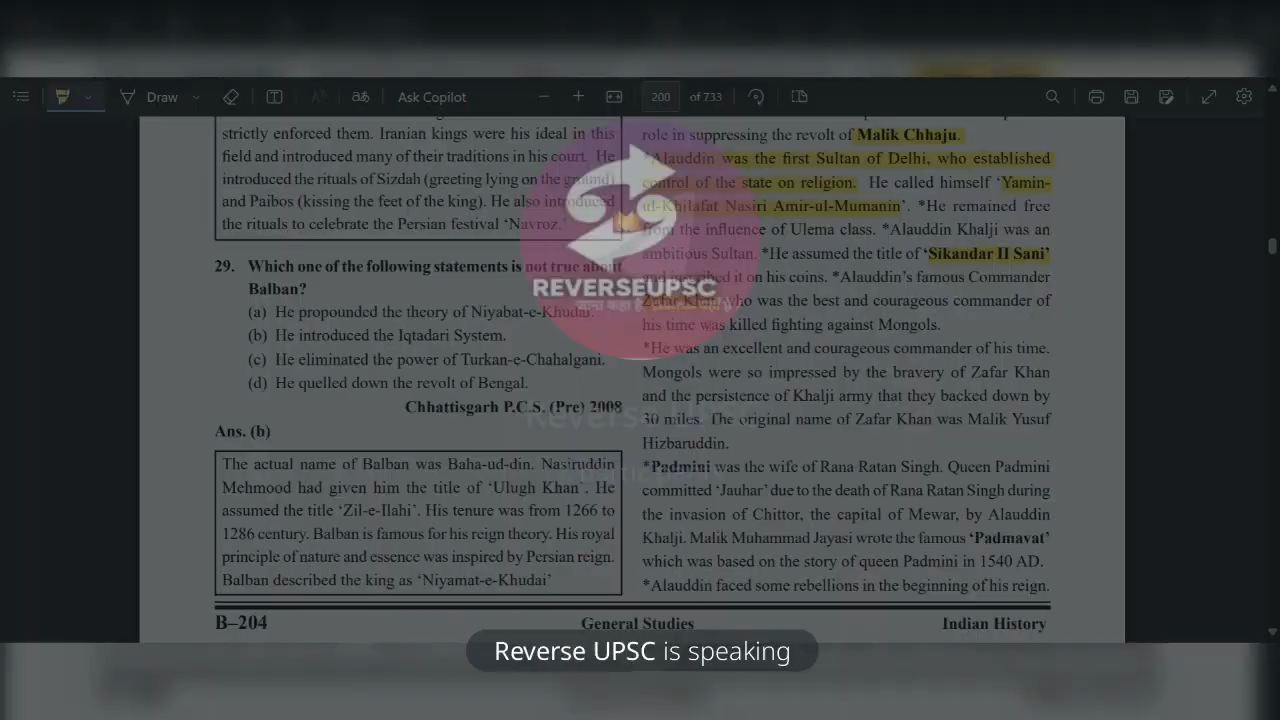 Draw
Ask Copilot
200 of 733
strictly enforced them. Iranian kings were his ideal in this
field and introduced many of their traditions in his court. He
introduced the rituals of Sizdah (greeting lying on the ground)
and Paibos (kissing the feet of the king). He also introduced
the rituals to celebrate the Persian festival ‘Navroz.’
29. Which one of the following statements is not true about
Balban?
(a) He propounded the theory of Niyabat-e-Khudai.
(b) He introduced the Iqtadari System.
(c) He eliminated the power of Turkan-e-Chahalgani.
(d) He quelled down the revolt of Bengal.
Chhattisgarh P.C.S. (Pre) 2008
Ans. (b)
The actual name of Balban was Baha-ud-din. Nasiruddin
Mehmood had given him the title of ‘Ulugh Khan’. He
assumed the title ‘Zil-e-Ilahi’. His tenure was from 1266 to
1286 century. Balban is famous for his reign theory. His royal
principle of nature and essence was inspired by Persian reign.
Balban described the king as ‘Niyamat-e-Khudai’
role in suppressing the revolt of Malik Chhaju.
*Alauddin was the first Sultan of Delhi, who established
control of the state on religion. He called himself ‘Yamin-
ul-Khilafat Nasiri Amir-ul-Mumanin’. *He remained free
from the influence of Ulema class. *Alauddin Khalji was an
ambitious Sultan. *He assumed the title of ‘Sikandar II Sani’
and inscribed it on his coins. *Alauddin’s famous Commander
Zafar Khan, who was the best and courageous commander of
his time was killed fighting against Mongols.
*He was an excellent and courageous commander of his time.
Mongols were so impressed by the bravery of Zafar Khan
and the persistence of Khalji army that they backed down by
30 miles. The original name of Zafar Khan was Malik Yusuf
Hizbaruddin.
*Padmini was the wife of Rana Ratan Singh. Queen Padmini
committed ‘Jauhar’ due to the death of Rana Ratan Singh during
the invasion of Chittor, the capital of Mewar, by Alauddin
Khalji. Malik Muhammad Jayasi wrote the famous ‘Padmavat’
which was based on the story of queen Padmini in 1540 AD.
*Alauddin faced some rebellions in the beginning of his reign.
B–204 General Studies Indian History
REVERSEUPSC
Reverse UPSC
Reverse UPSC is speaking